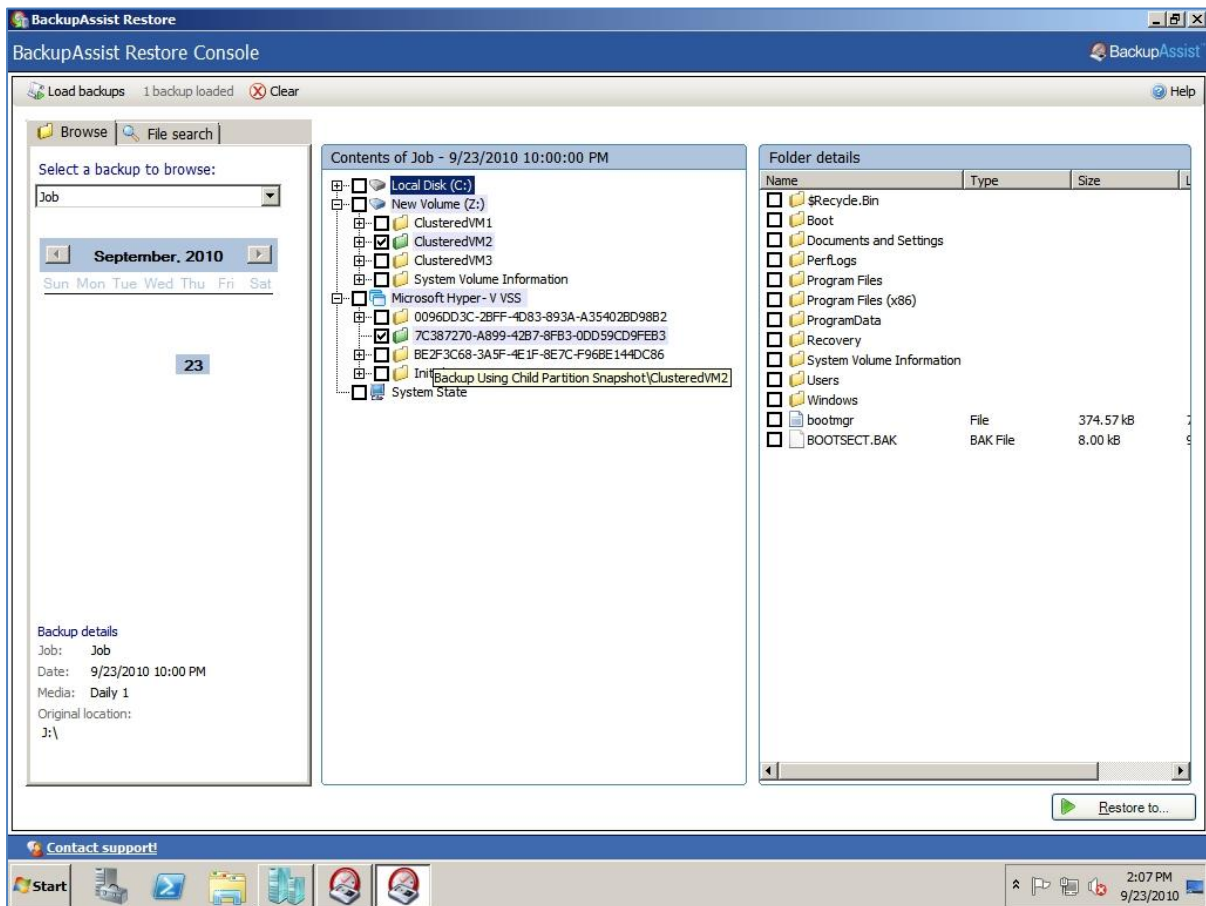 BackupAssist Restore
BackupAssist Restore Console
BackupAssist
Load backups 1 backup loaded Clear
Help
Browse File search
Select a backup to browse:
Job
September, 2010
Sun Mon Tue Wed Thu Fri Sat
23
Backup details
Job: Job
Date: 9/23/2010 10:00 PM
Media: Daily 1
Original location:
J:\
Contents of Job - 9/23/2010 10:00:00 PM
Local Disk (C:)
New Volume (Z:)
ClusteredVM1
ClusteredVM2
ClusteredVM3
System Volume Information
Microsoft Hyper-V VSS
0096DD3C-2BFF-4D83-893A-A35402BD98B2
7C387270-A899-42B7-8FB3-0DD59CD9FEB3
BE2F3C68-3A5F-4E1F-8E7C-F96BE144DC86
Backup Using Child Partition Snapshot\ClusteredVM2
System State
Folder details
Name Type Size
$Recycle.Bin
Boot
Documents and Settings
PerfLogs
Program Files
Program Files (x86)
ProgramData
Recovery
System Volume Information
Users
Windows
bootmgr File 374.57 kB
BOOTSECT.BAK BAK File 8.00 kB
Restore to...
Contact support!
Start
2:07 PM
9/23/2010